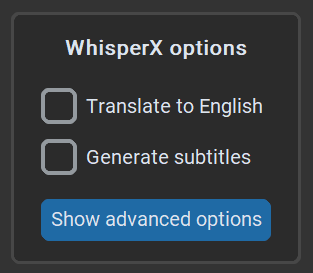 WhisperX options
Translate to English
Generate subtitles
Show advanced options